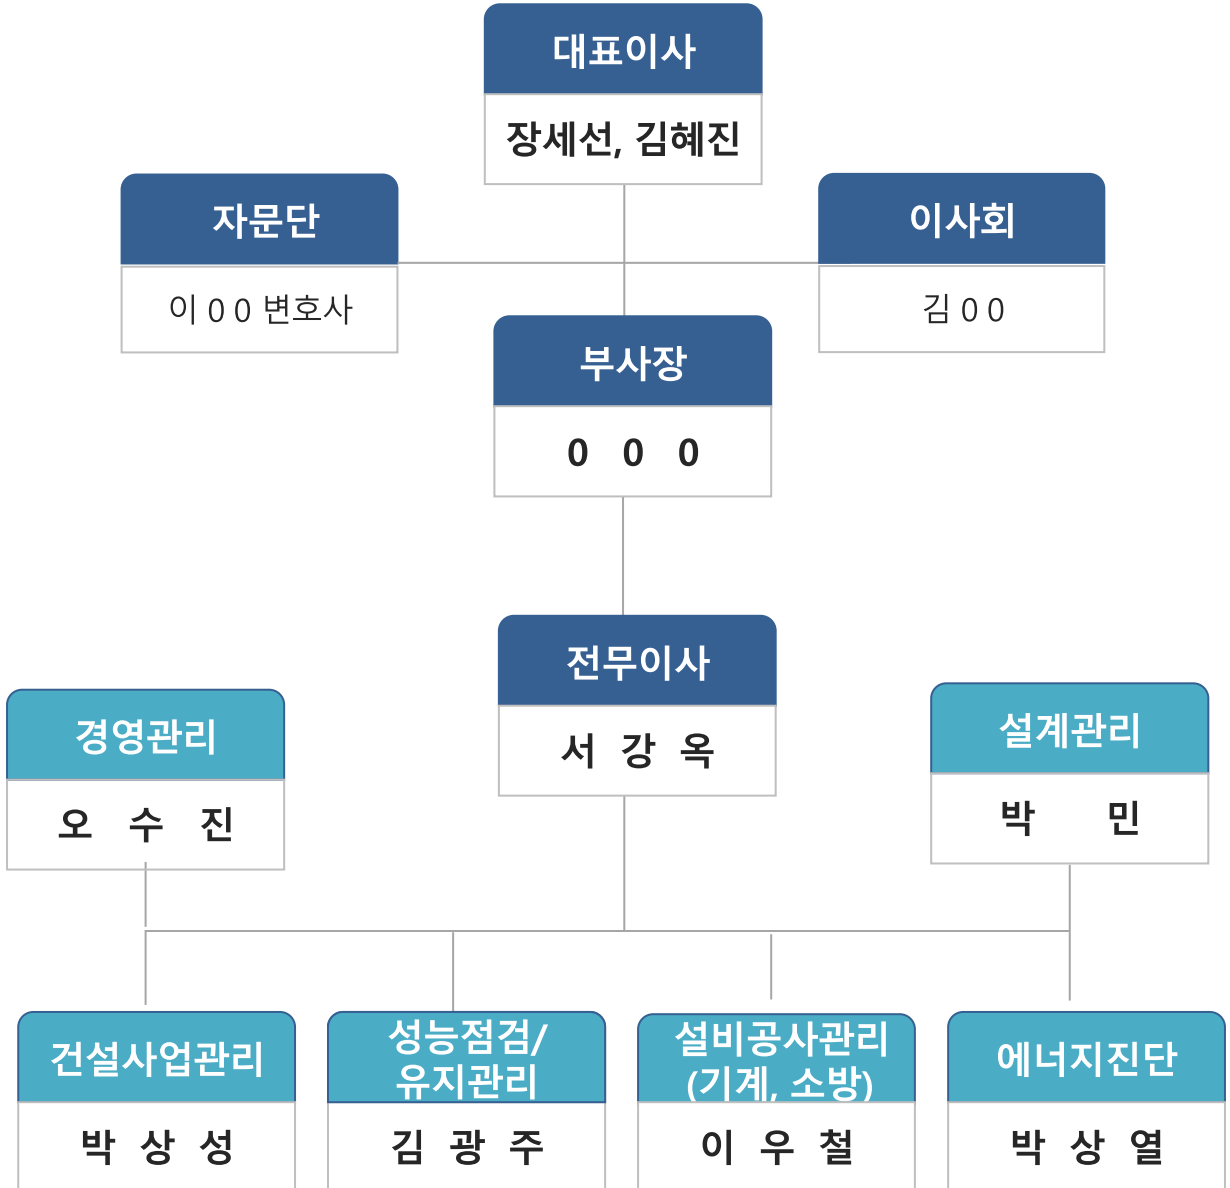 대표이사
장세선, 김혜진
자문단
이 0 0 변호사
이사회
김 0 0
부사장
0 0 0
전무이사
서 강 옥
경영관리
오 수 진
설계관리
박 민
건설사업관리
박 상 성
성능점검/
유지관리
김 광 주
설비공사관리
(기계, 소방)
이 우 철
에너지진단
박 상 열